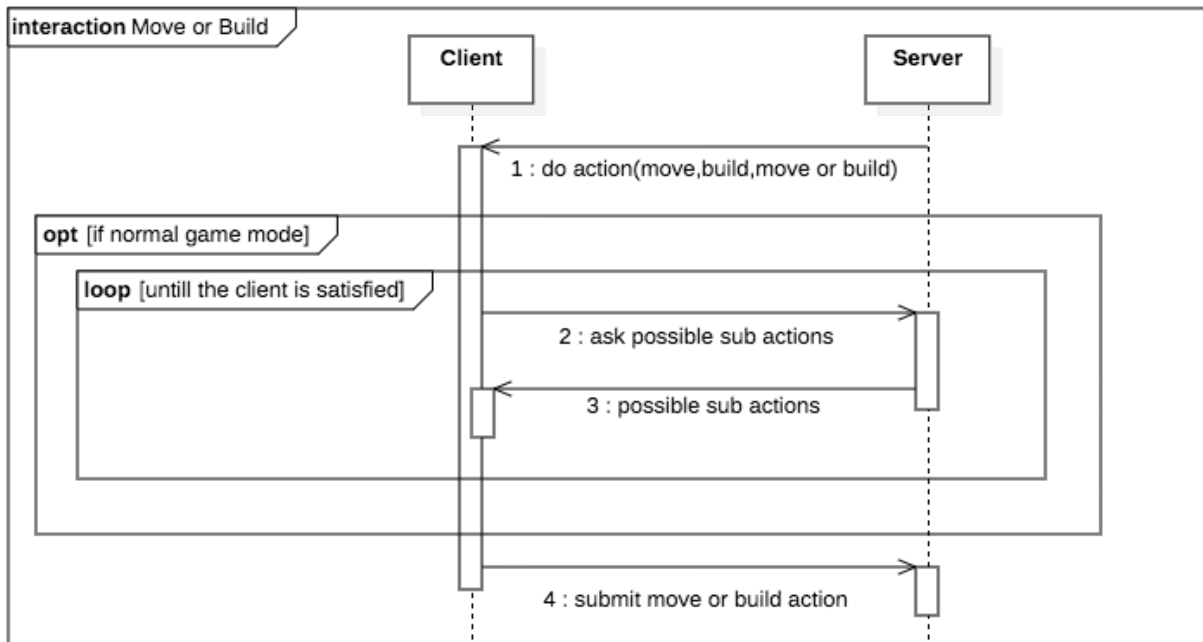 interaction Move or Build
Client
Server
1 : do action(move,build,move or build)
opt [if normal game mode]
loop [untill the client is satisfied]
2 : ask possible sub actions
3 : possible sub actions
4 : submit move or build action